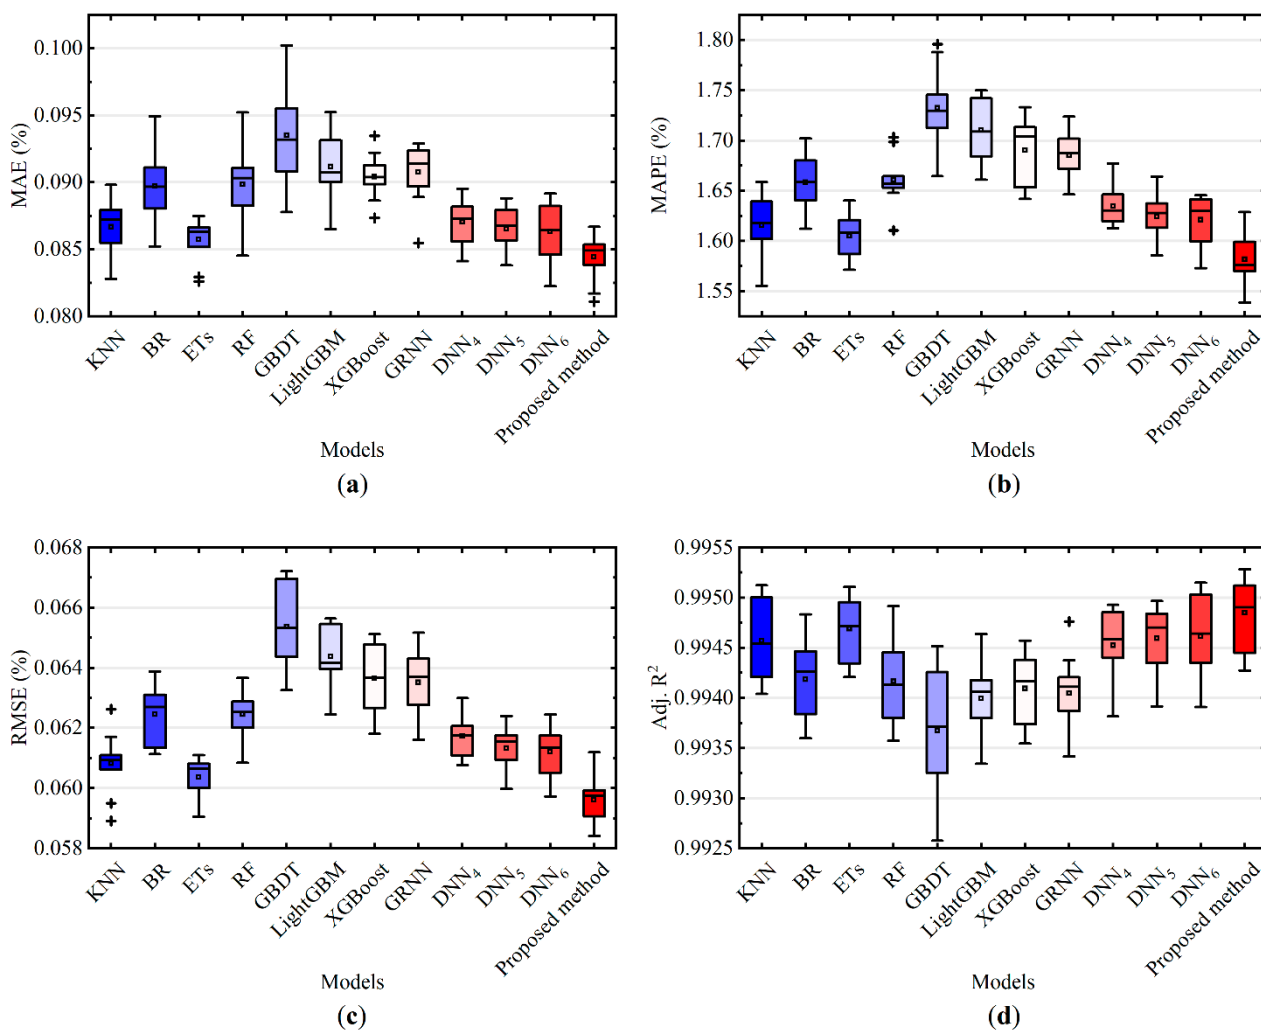 0.100
0.095
0.090
0.085
0.080
MAE (%)
KNN
BR
ETs
RF
GBDT
LightGBM
XGBoost
GRNN
DNN4
DNN5
DNN6
Proposed method
Models
(a)
1.80
1.75
1.70
1.65
1.60
1.55
MAPE (%)
KNN
BR
ETs
RF
GBDT
LightGBM
XGBoost
GRNN
DNN4
DNN5
DNN6
Proposed method
Models
(b)
0.068
0.066
0.064
0.062
0.060
0.058
RMSE (%)
KNN
BR
ETs
RF
GBDT
LightGBM
XGBoost
GRNN
DNN4
DNN5
DNN6
Proposed method
Models
(c)
0.9955
0.9950
0.9945
0.9940
0.9935
0.9930
0.9925
Adj. R2
KNN
BR
ETs
RF
GBDT
LightGBM
XGBoost
GRNN
DNN4
DNN5
DNN6
Proposed method
Models
(d)